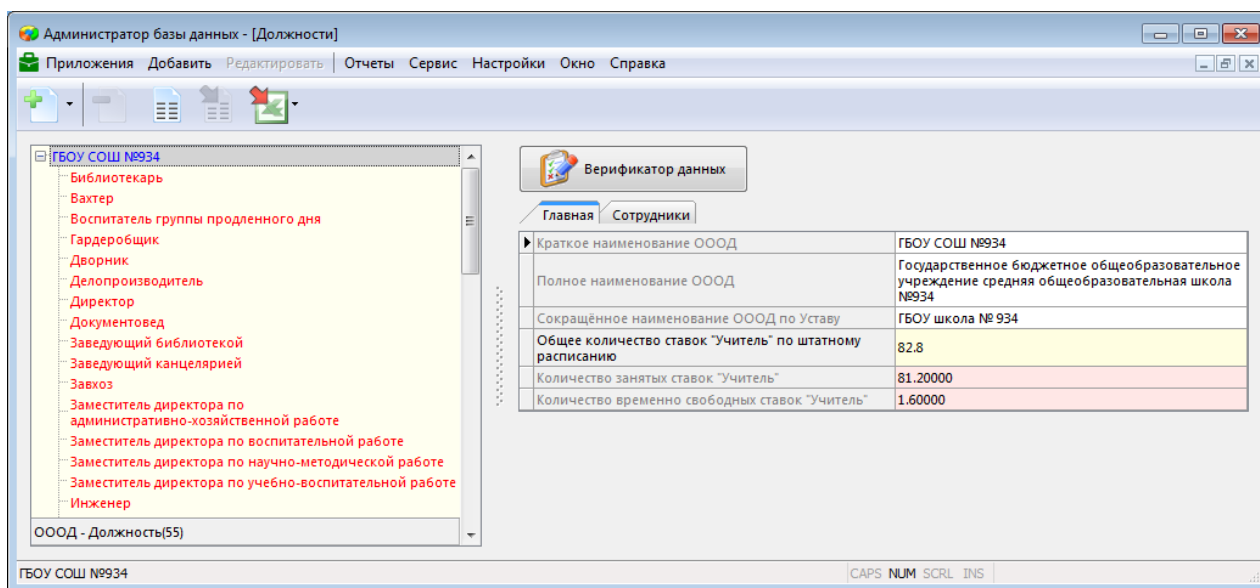 Администратор базы данных - [Должности]
Приложения Добавить Редактировать Отчеты Сервис Настройки Окно Справка
ГБОУ СОШ №934
Библиотекарь
Вахтер
Воспитатель группы продленного дня
Гардеробщик
Дворник
Делопроизводитель
Директор
Документовед
Заведующий библиотекой
Заведующий канцелярией
Завхоз
Заместитель директора по
административно-хозяйственной работе
Заместитель директора по воспитательной работе
Заместитель директора по научно-методической работе
Заместитель директора по учебно-воспитательной работе
Инженер
ОООД - Должность(55)
Верификатор данных
Главная Сотрудники
Краткое наименование ОООД ГБОУ СОШ №934
Полное наименование ОООД
Государственное бюджетное общеобразовательное
учреждение средняя общеобразовательная школа
№934
Сокращённое наименование ОООД по Уставу ГБОУ школа № 934
Общее количество ставок "Учитель" по штатному
расписанию
82.8
Количество занятых ставок "Учитель" 81.20000
Количество временно свободных ставок "Учитель" 1.60000
ГБОУ СОШ №934
CAPS NUM SCRL INS